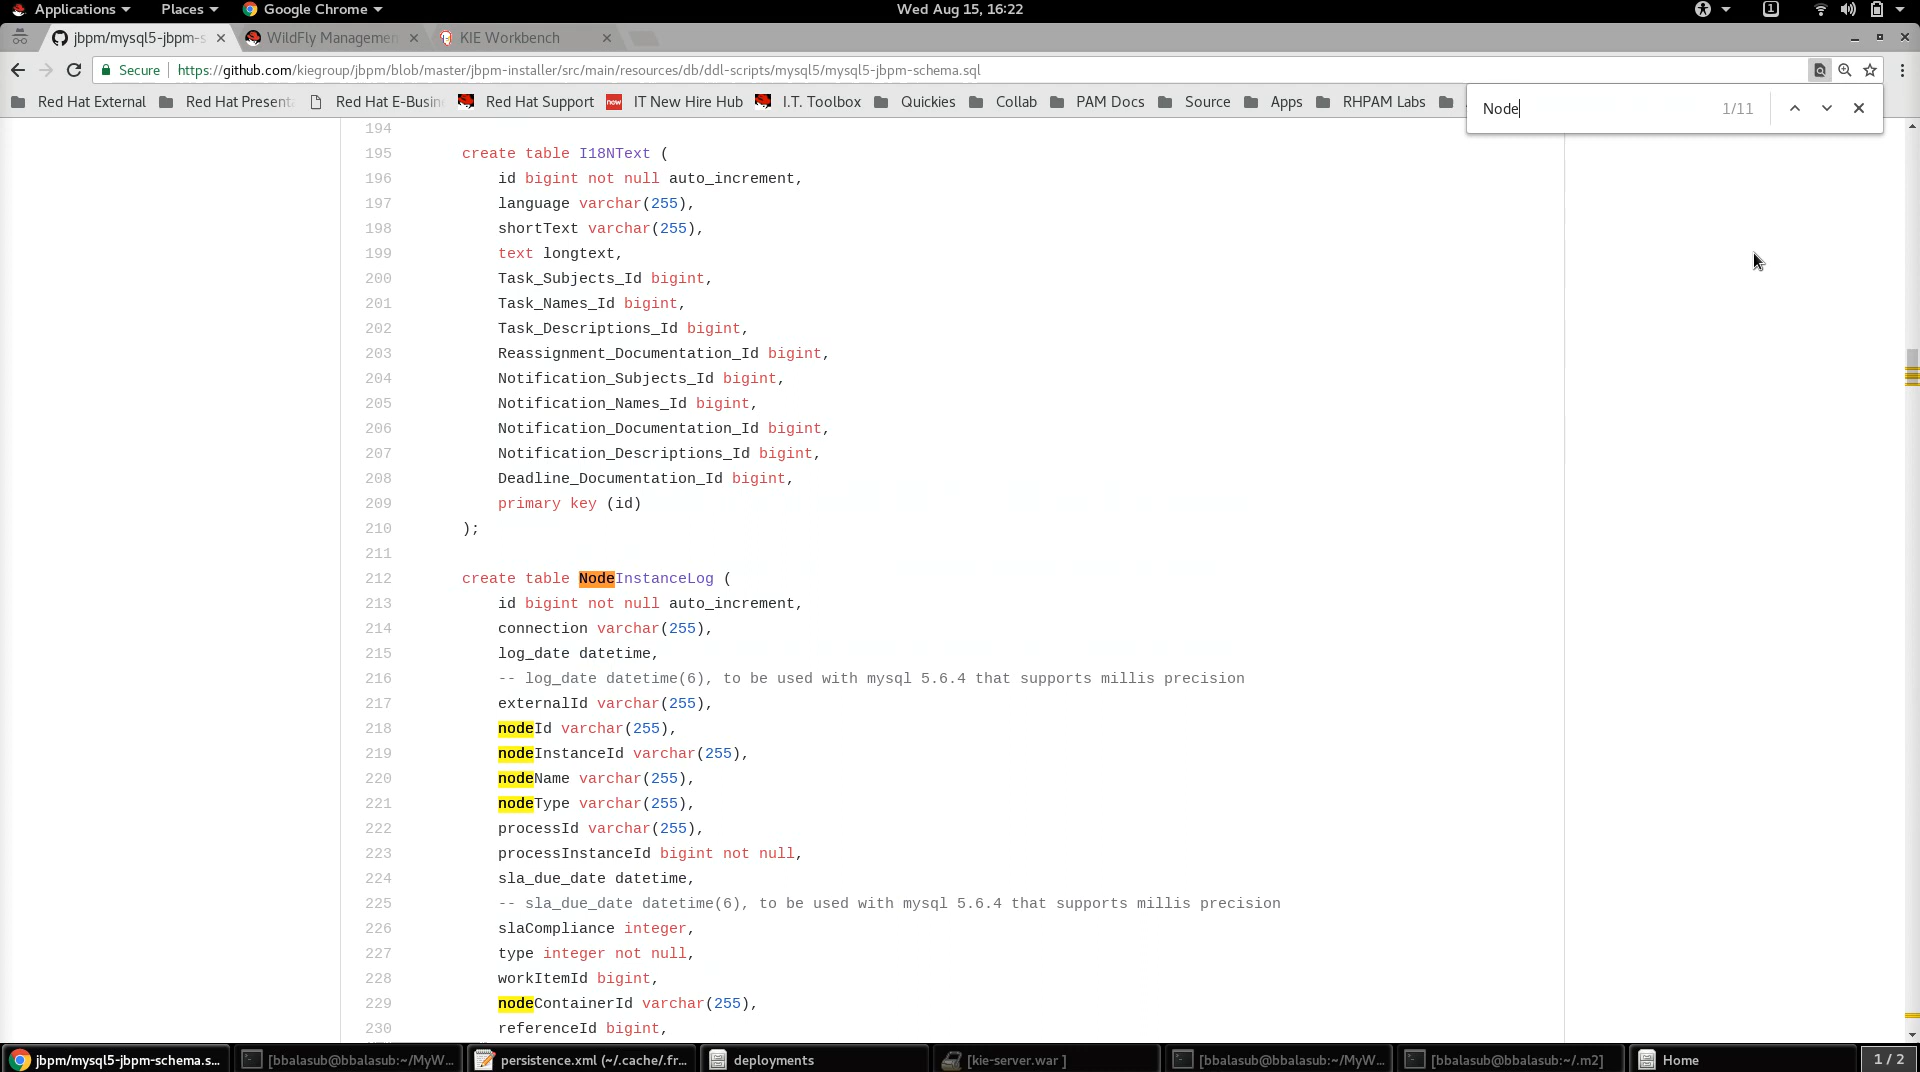 Applications Places Google Chrome Wed Aug 15, 16:22 1
jbpm/mysql5-jbpm-s WildFly Managemen KIE Workbench
Secure https://github.com/kiegroup/jbpm/blob/master/jbpm-installer/src/main/resources/db/ddl-scripts/mysql5/mysql5-jbpm-schema.sql
Red Hat External Red Hat Present Red Hat E-Busin Red Hat Support now IT New Hire Hub I.T. Toolbox Quickies Collab PAM Docs Source Apps RHPAM Labs
Node 1/11
194
195 create table I18NText (
196 id bigint not null auto_increment,
197 language varchar(255),
198 shortText varchar(255),
199 text longtext,
200 Task_Subjects_Id bigint,
201 Task_Names_Id bigint,
202 Task_Descriptions_Id bigint,
203 Reassignment_Documentation_Id bigint,
204 Notification_Subjects_Id bigint,
205 Notification_Names_Id bigint,
206 Notification_Documentation_Id bigint,
207 Notification_Descriptions_Id bigint,
208 Deadline_Documentation_Id bigint,
209 primary key (id)
210 );
211
212 create table NodeInstanceLog (
213 id bigint not null auto_increment,
214 connection varchar(255),
215 log_date datetime,
216 -- log_date datetime(6), to be used with mysql 5.6.4 that supports millis precision
217 externalId varchar(255),
218 nodeId varchar(255),
219 nodeInstanceId varchar(255),
220 nodeName varchar(255),
221 nodeType varchar(255),
222 processId varchar(255),
223 processInstanceId bigint not null,
224 sla_due_date datetime,
225 -- sla_due_date datetime(6), to be used with mysql 5.6.4 that supports millis precision
226 slaCompliance integer,
227 type integer not null,
228 workItemId bigint,
229 nodeContainerId varchar(255),
230 referenceId bigint,
jbpm/mysql5-jbpm-schema.s... [bbalasub@bbalasub:~/MyW... persistence.xml (~/.cache/.fr... deployments [kie-server.war ] [bbalasub@bbalasub:~/MyW... [bbalasub@bbalasub:~/.m2] Home 1 / 2